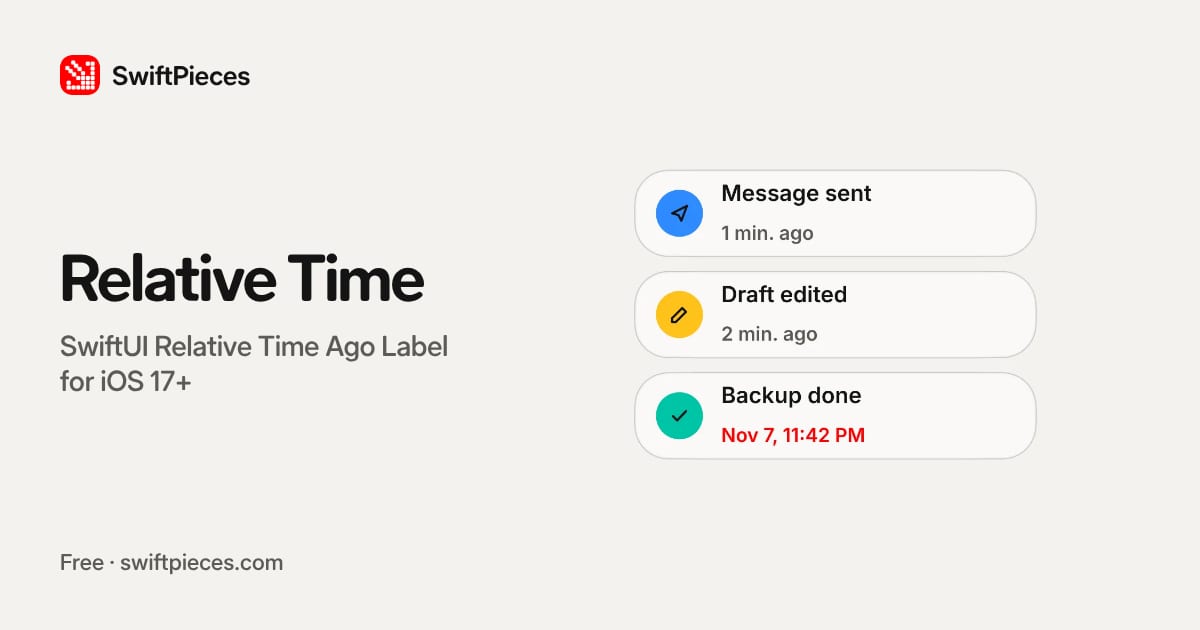 SwiftPieces
Relative Time
SwiftUI Relative Time Ago Label
for iOS 17+
Free · swiftpieces.com
Message sent
1 min. ago
Draft edited
2 min. ago
Backup done
Nov 7, 11:42 PM